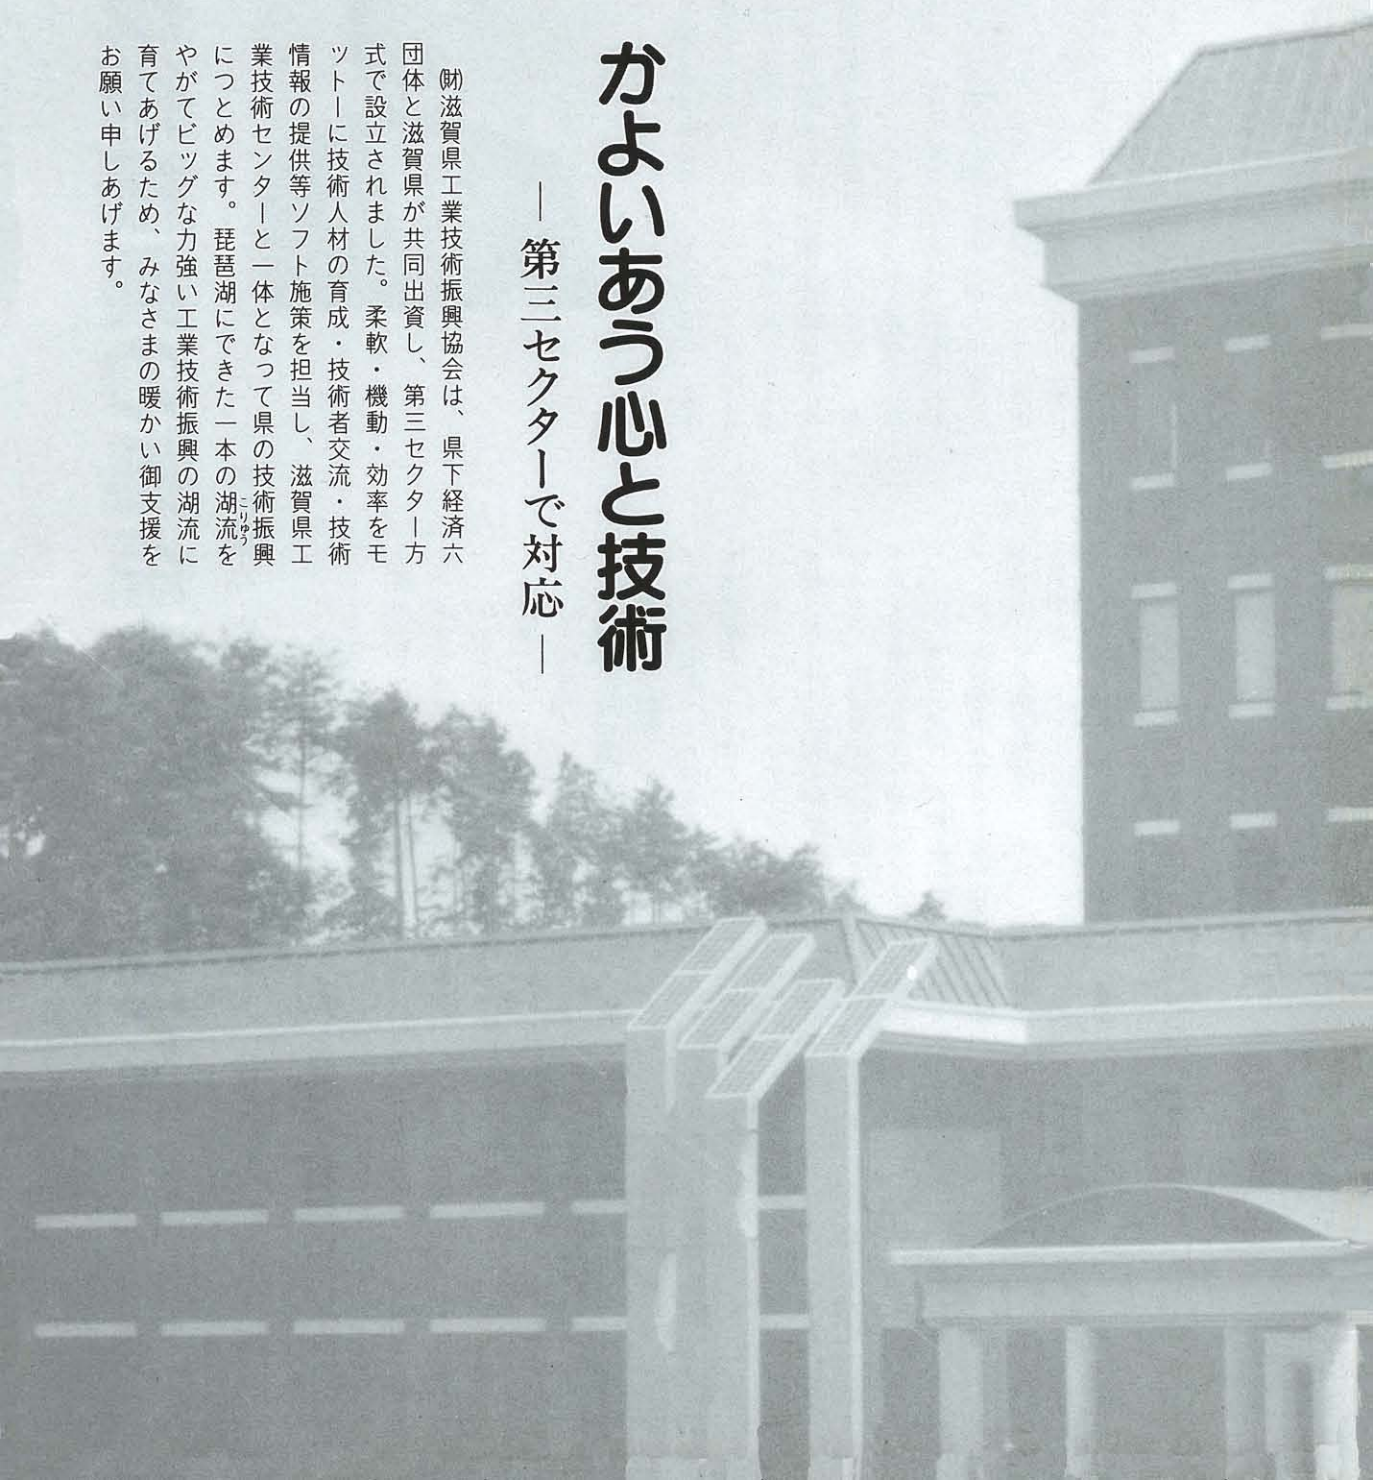 かよいあう心と技術
― 第三セクターで対応 ―
㈶滋賀県工業技術振興協会は、県下経済六
団体と滋賀県が共同出資し、第三セクター方
式で設立されました。柔軟・機動・効率をモ
ットーに技術人材の育成・技術者交流・技術
情報の提供等ソフト施策を担当し、滋賀県工
業技術センターと一体となって県の技術振興
につとめます。琵琶湖にできた一本の湖流を
こりゅう
やがてビッグな力強い工業技術振興の湖流に
育てあげるため、みなさまの暖かい御支援を
お願い申しあげます。